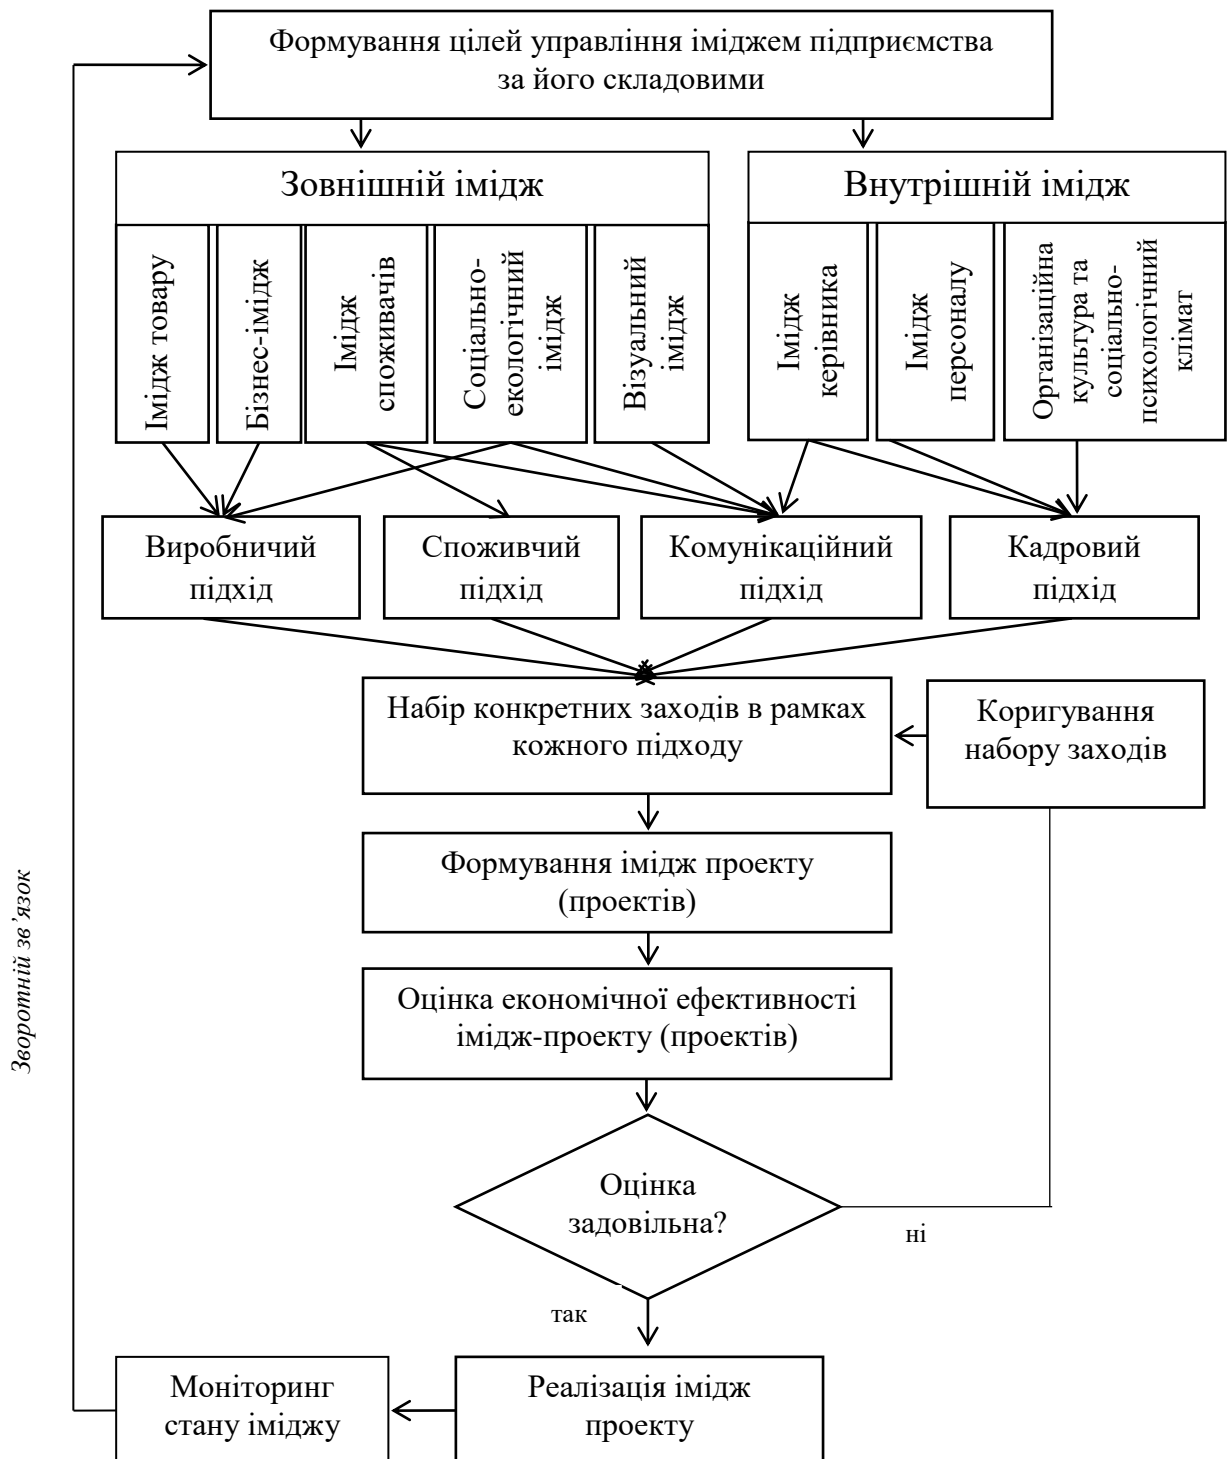 Формування цілей управління іміджем підприємства
за його складовими
Зовнішній імідж
Внутрішній імідж
Імідж товару
Бізнес-імідж
Імідж
споживачів
Соціально-
екологічний
імідж
Візуальний
імідж
Імідж
керівника
Імідж
персоналу
Організаційна
культура та
соціально-
психологічний
клімат
Виробничий
підхід
Споживчий
підхід
Комунікаційний
підхід
Кадровий
підхід
Набір конкретних заходів в рамках
кожного підходу
Коригування
набору заходів
Формування імідж проекту
(проектів)
Оцінка економічної ефективності
імідж-проекту (проектів)
Зворотній зв’язок
Оцінка
задовільна?
ні
так
Моніторинг
стану іміджу
Реалізація імідж
проекту